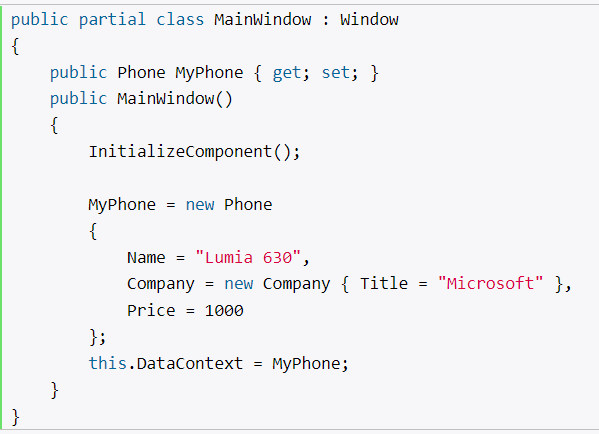 public partial class MainWindow : Window
{
    public Phone MyPhone { get; set; }
    public MainWindow()
    {
        InitializeComponent();

        MyPhone = new Phone
        {
            Name = "Lumia 630",
            Company = new Company { Title = "Microsoft" },
            Price = 1000
        };
        this.DataContext = MyPhone;
    }
}